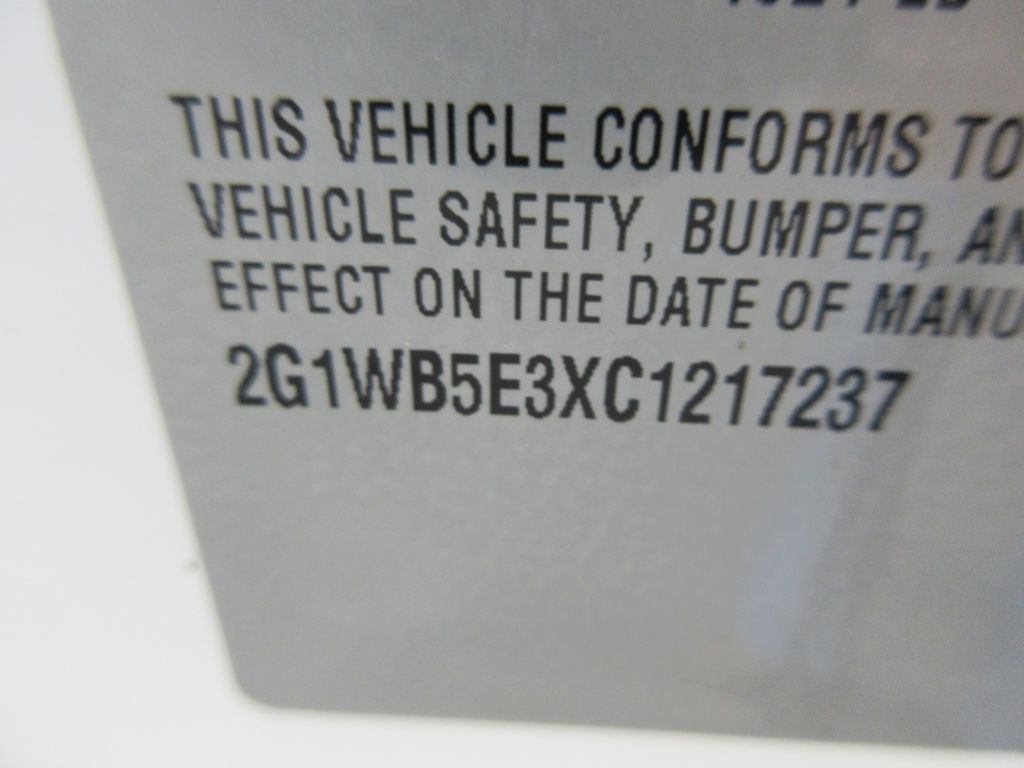 THIS VEHICLE CONFORMS TO
VEHICLE SAFETY, BUMPER, AN
EFFECT ON THE DATE OF MANU
2G1WB5E3XC1217237